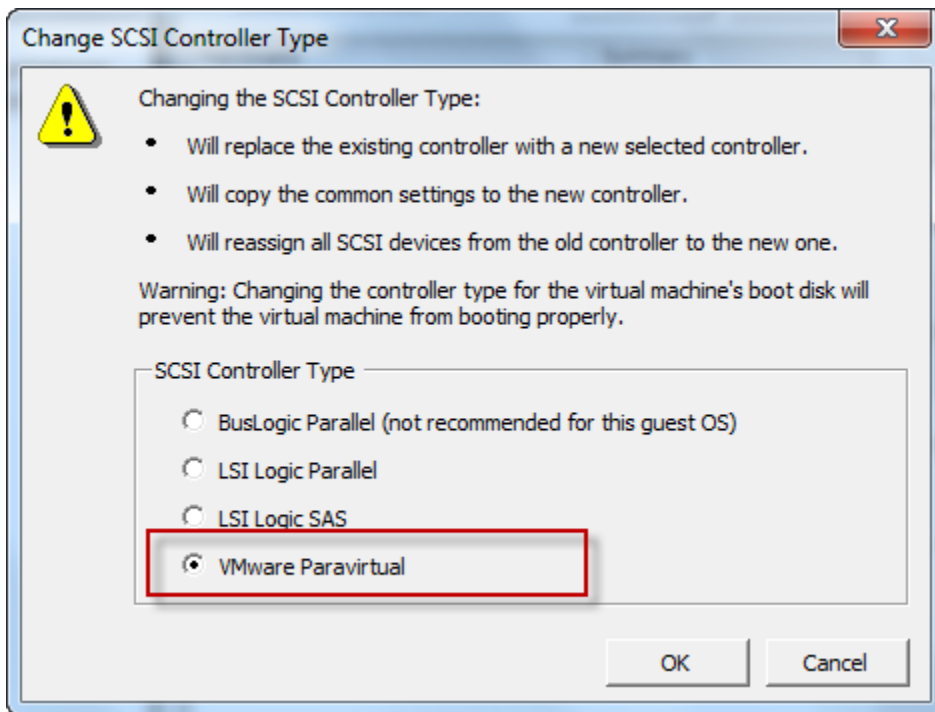 Change SCSI Controller Type
Changing the SCSI Controller Type:
• Will replace the existing controller with a new selected controller.
• Will copy the common settings to the new controller.
• Will reassign all SCSI devices from the old controller to the new one.
Warning: Changing the controller type for the virtual machine's boot disk will
prevent the virtual machine from booting properly.
SCSI Controller Type
BusLogic Parallel (not recommended for this guest OS)
LSI Logic Parallel
LSI Logic SAS
VMware Paravirtual
OK Cancel